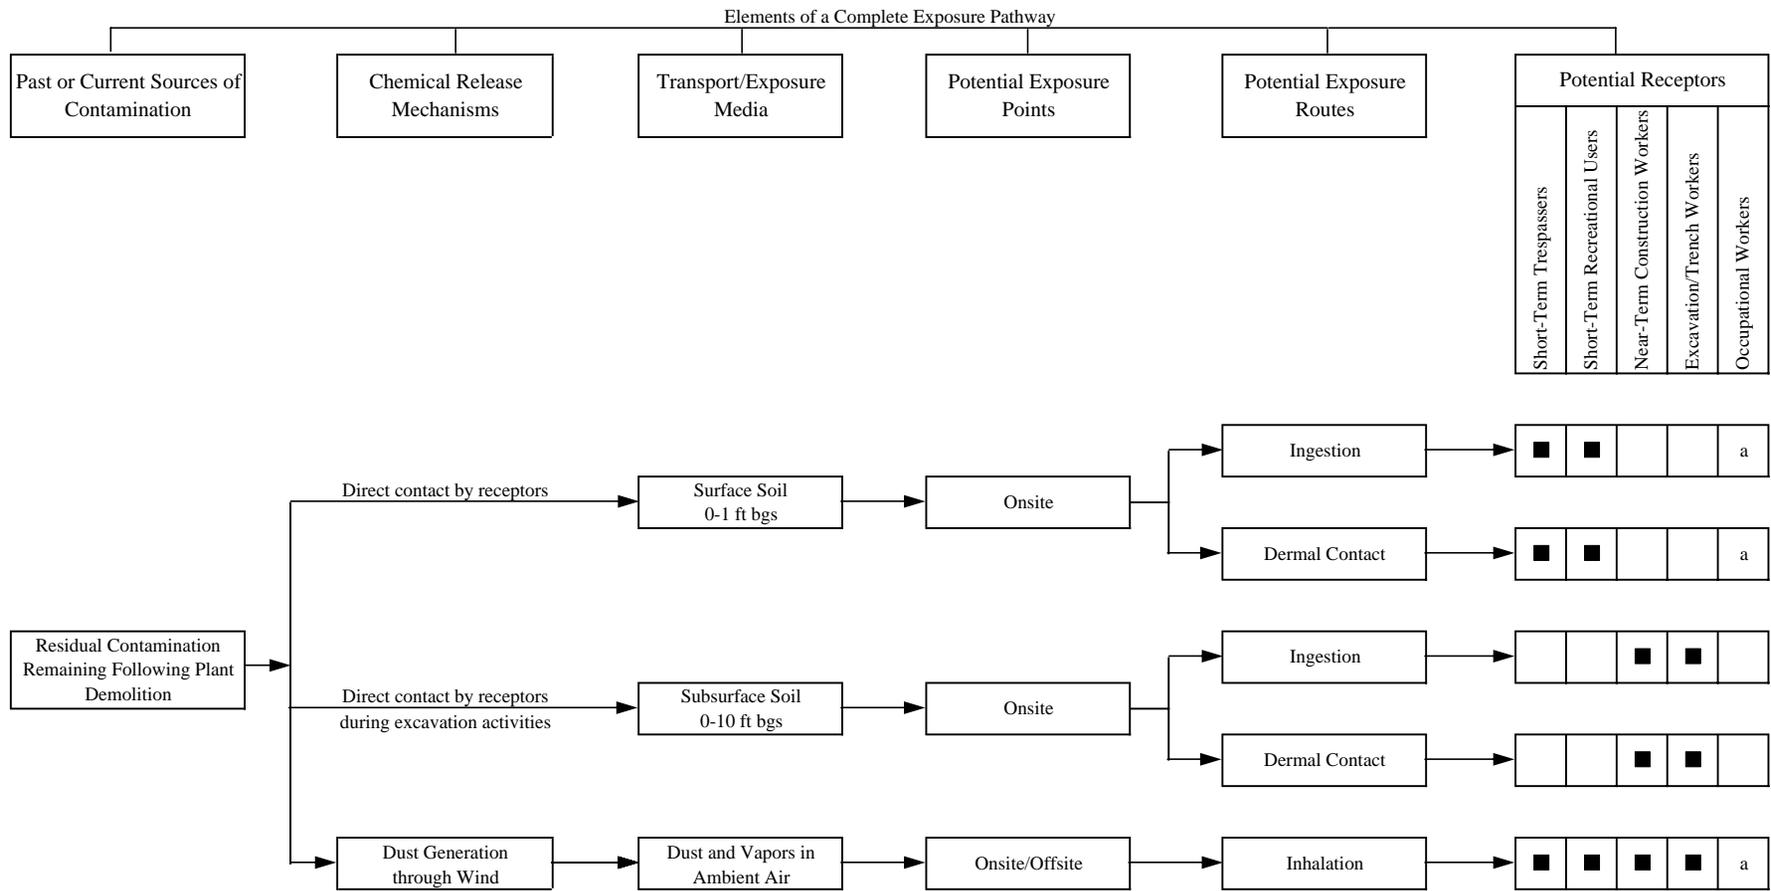 Elements of a Complete Exposure Pathway
Past or Current Sources of
Contamination
Chemical Release
Mechanisms
Transport/Exposure
Media
Potential Exposure
Points
Potential Exposure
Routes
Potential Receptors
Short-Term Trespassers
Short-Term Recreational Users
Near-Term Construction Workers
Excavation/Trench Workers
Occupational Workers
Residual Contamination
Remaining Following Plant
Demolition
Direct contact by receptors
Surface Soil
0-1 ft bgs
Onsite
Ingestion
a
Dermal Contact
a
Direct contact by receptors
during excavation activities
Subsurface Soil
0-10 ft bgs
Onsite
Ingestion
Dermal Contact
Dust Generation
through Wind
Dust and Vapors in
Ambient Air
Onsite/Offsite
Inhalation
a